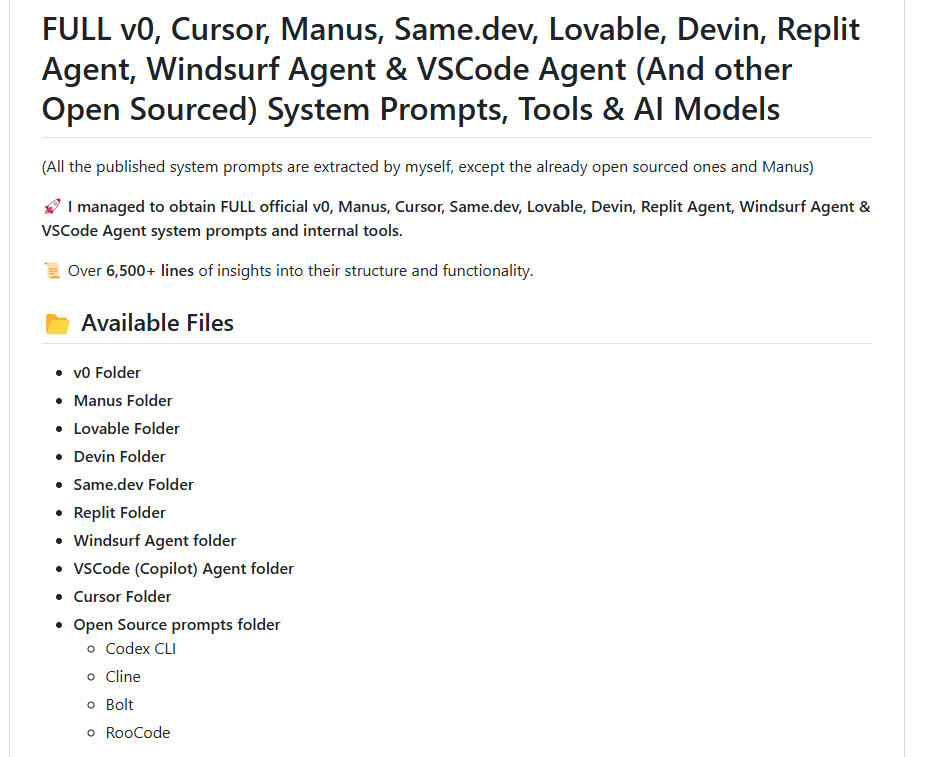 FULL v0, Cursor, Manus, Same.dev, Lovable, Devin, Replit
Agent, Windsurf Agent & VSCode Agent (And other
Open Sourced) System Prompts, Tools & AI Models
(All the published system prompts are extracted by myself, except the already open sourced ones and Manus)
🚀 I managed to obtain FULL official v0, Manus, Cursor, Same.dev, Lovable, Devin, Replit Agent, Windsurf Agent &
VSCode Agent system prompts and internal tools.
📜 Over 6,500+ lines of insights into their structure and functionality.
📂 Available Files
• v0 Folder
• Manus Folder
• Lovable Folder
• Devin Folder
• Same.dev Folder
• Replit Folder
• Windsurf Agent folder
• VSCode (Copilot) Agent folder
• Cursor Folder
• Open Source prompts folder
○ Codex CLI
○ Cline
○ Bolt
○ RooCode